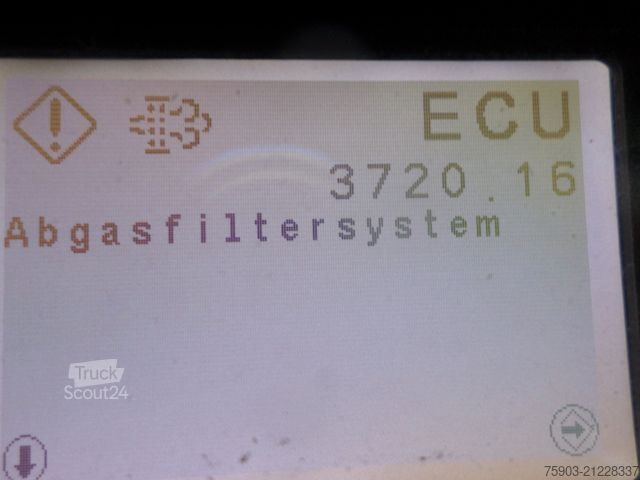 ECU
3720.16
Abgasfiltersystem
Truck
Scout24
75903-21228337